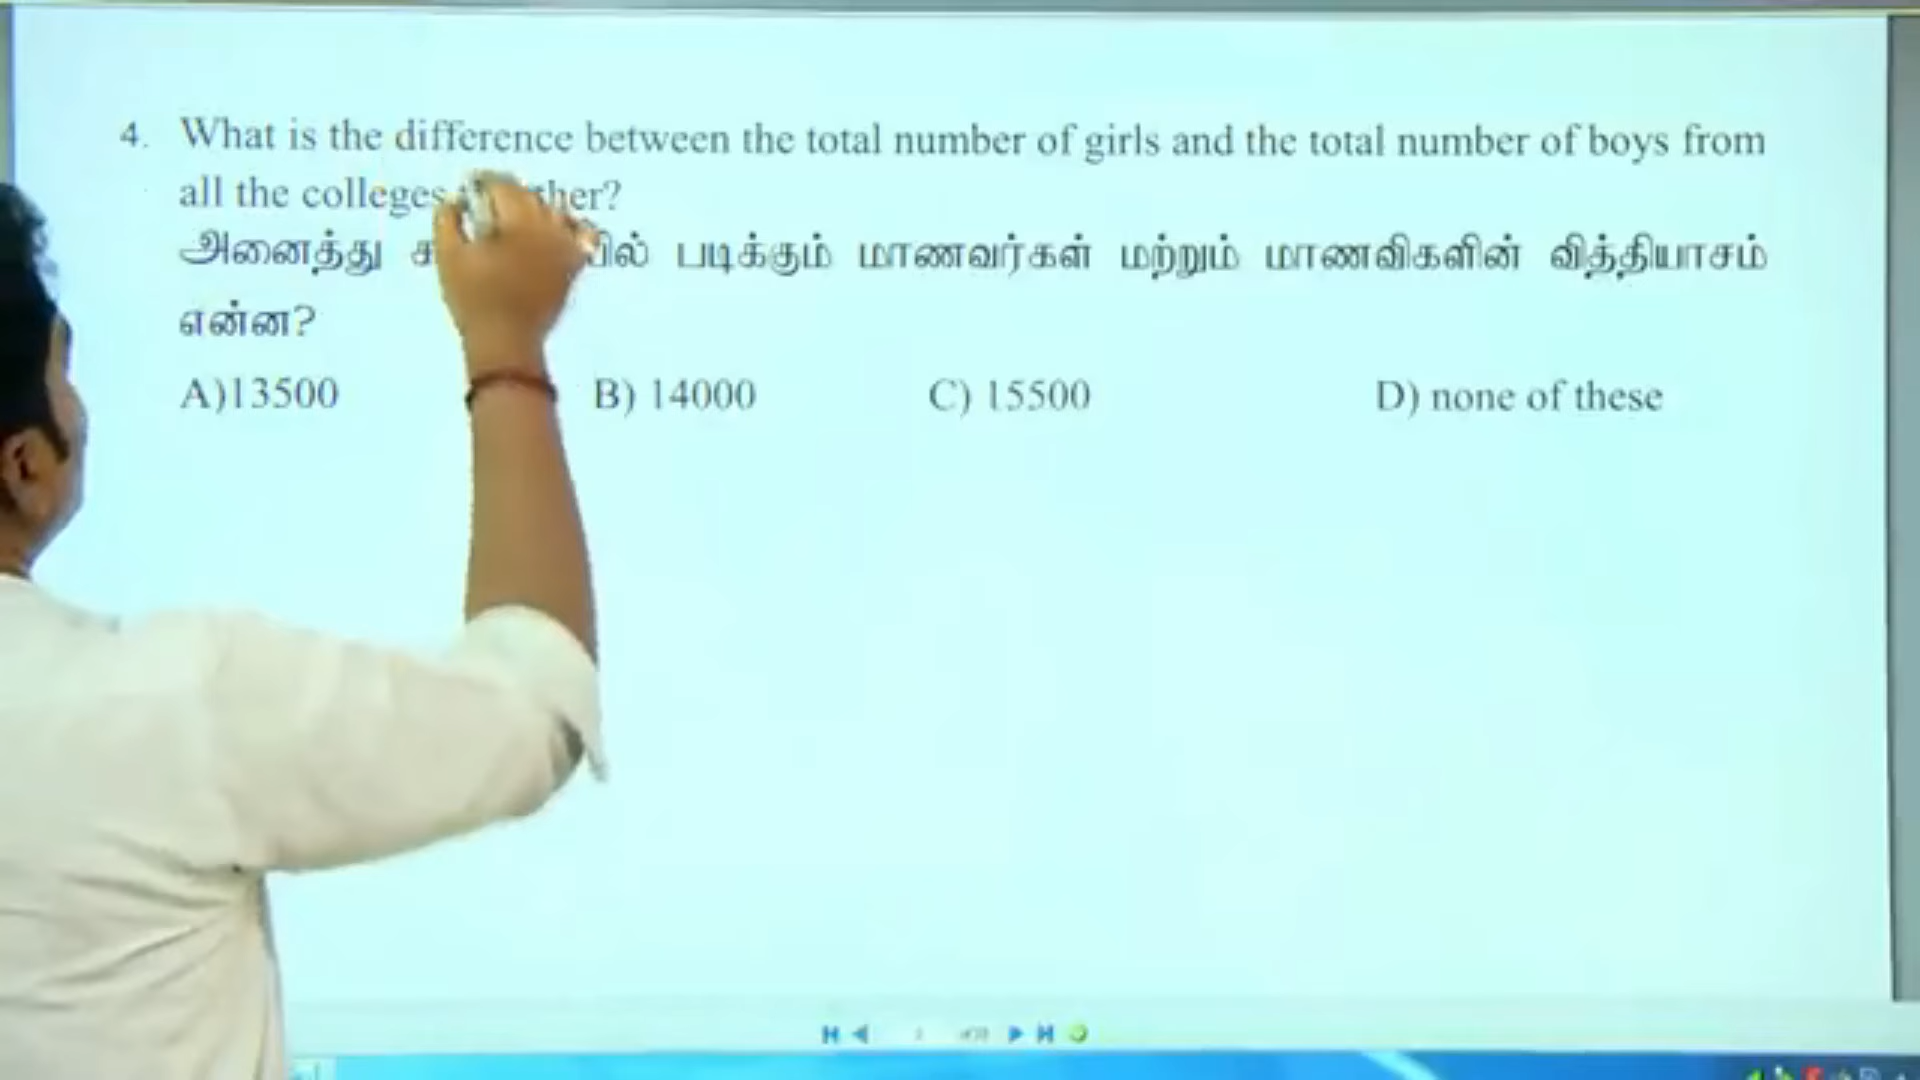 4. What is the difference between the total number of girls and the total number of boys from
all the colleges
அனைத்து படிக்கும் மாணவர்கள் மற்றும் மாணவிகளின் வித்தியாசம்
என்ன?
A)13500 B) 14000 C) 15500 D) none of these